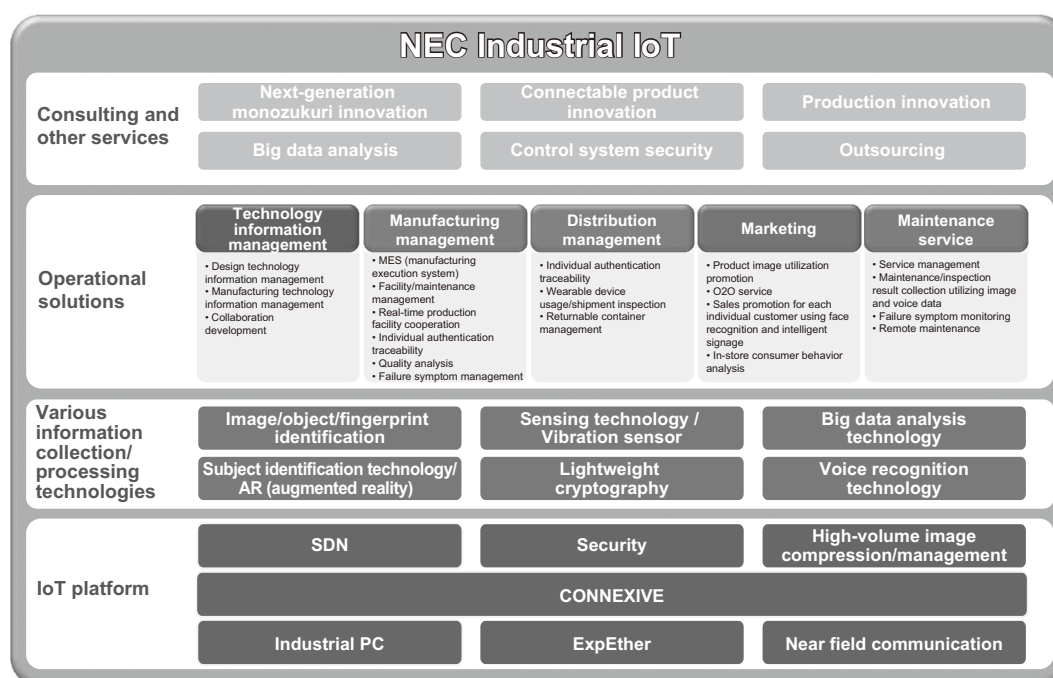 NEC Industrial IoT
Consulting and
other services
Next-generation
monozukuri innovation
Connectable product
innovation
Production innovation
Big data analysis
Control system security
Outsourcing
Operational
solutions
Technology
information
management
• Design technology
information management
• Manufacturing technology
information management
• Collaboration
development
Manufacturing
management
• MES (manufacturing
execution system)
• Facility/maintenance
management
• Real-time production
facility cooperation
• Individual authentication
traceability
• Quality analysis
• Failure symptom management
Distribution
management
• Individual authentication
traceability
• Wearable device
usage/shipment inspection
• Returnable container
management
Marketing
• Product image utilization
promotion
• O2O service
• Sales promotion for each
individual customer using face
recognition and intelligent
signage
• In-store consumer behavior
analysis
Maintenance
service
• Service management
• Maintenance/inspection
result collection utilizing image
and voice data
• Failure symptom monitoring
• Remote maintenance
Various
information
collection/
processing
technologies
Image/object/fingerprint
identification
Sensing technology /
Vibration sensor
Big data analysis
technology
Subject identification technology/
AR (augmented reality)
Lightweight
cryptography
Voice recognition
technology
IoT platform
SDN
Security
High-volume image
compression/management
CONNEXIVE
Industrial PC
ExpEther
Near field communication